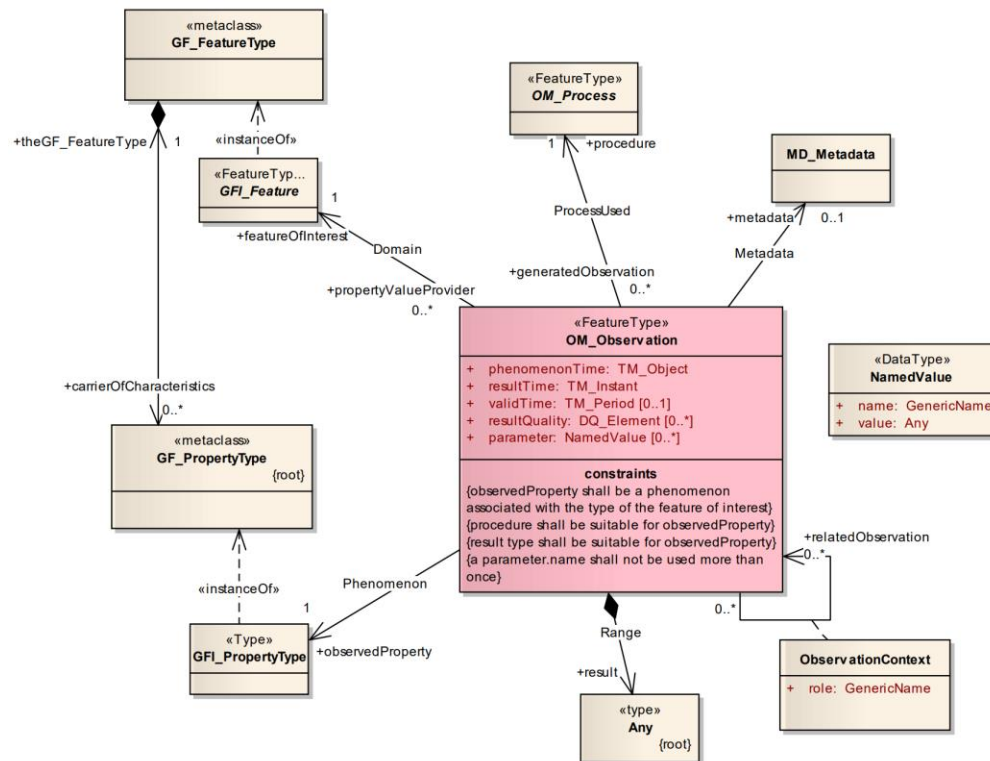 «metaclass»
GF_FeatureType
+theGF_FeatureType
1
«instanceOf»
«FeatureTyp...
GFI_Feature
1
+featureOfInterest
Domain
+propertyValueProvider
0..*
«FeatureType»
OM_Process
1
+procedure
ProcessUsed
+generatedObservation
0..*
MD_Metadata
+metadata
0..1
Metadata
«FeatureType»
OM_Observation
+ phenomenonTime: TM_Object
+ resultTime: TM_Instant
+ validTime: TM_Period [0..1]
+ resultQuality: DQ_Element [0..*]
+ parameter: NamedValue [0..*]
constraints
{observedProperty shall be a phenomenon
associated with the type of the feature of interest}
{procedure shall be suitable for observedProperty}
{result type shall be suitable for observedProperty}
{a parameter.name shall not be used more than
once}
«DataType»
NamedValue
+ name: GenericName
+ value: Any
+carrierOfCharacteristics
0..*
«metaclass»
GF_PropertyType
{root}
«instanceOf»
Phenomenon
1
+observedProperty
«Type»
GFI_PropertyType
Range
+result
«type»
Any
{root}
+relatedObservation
0..*
0..*
ObservationContext
+ role: GenericName